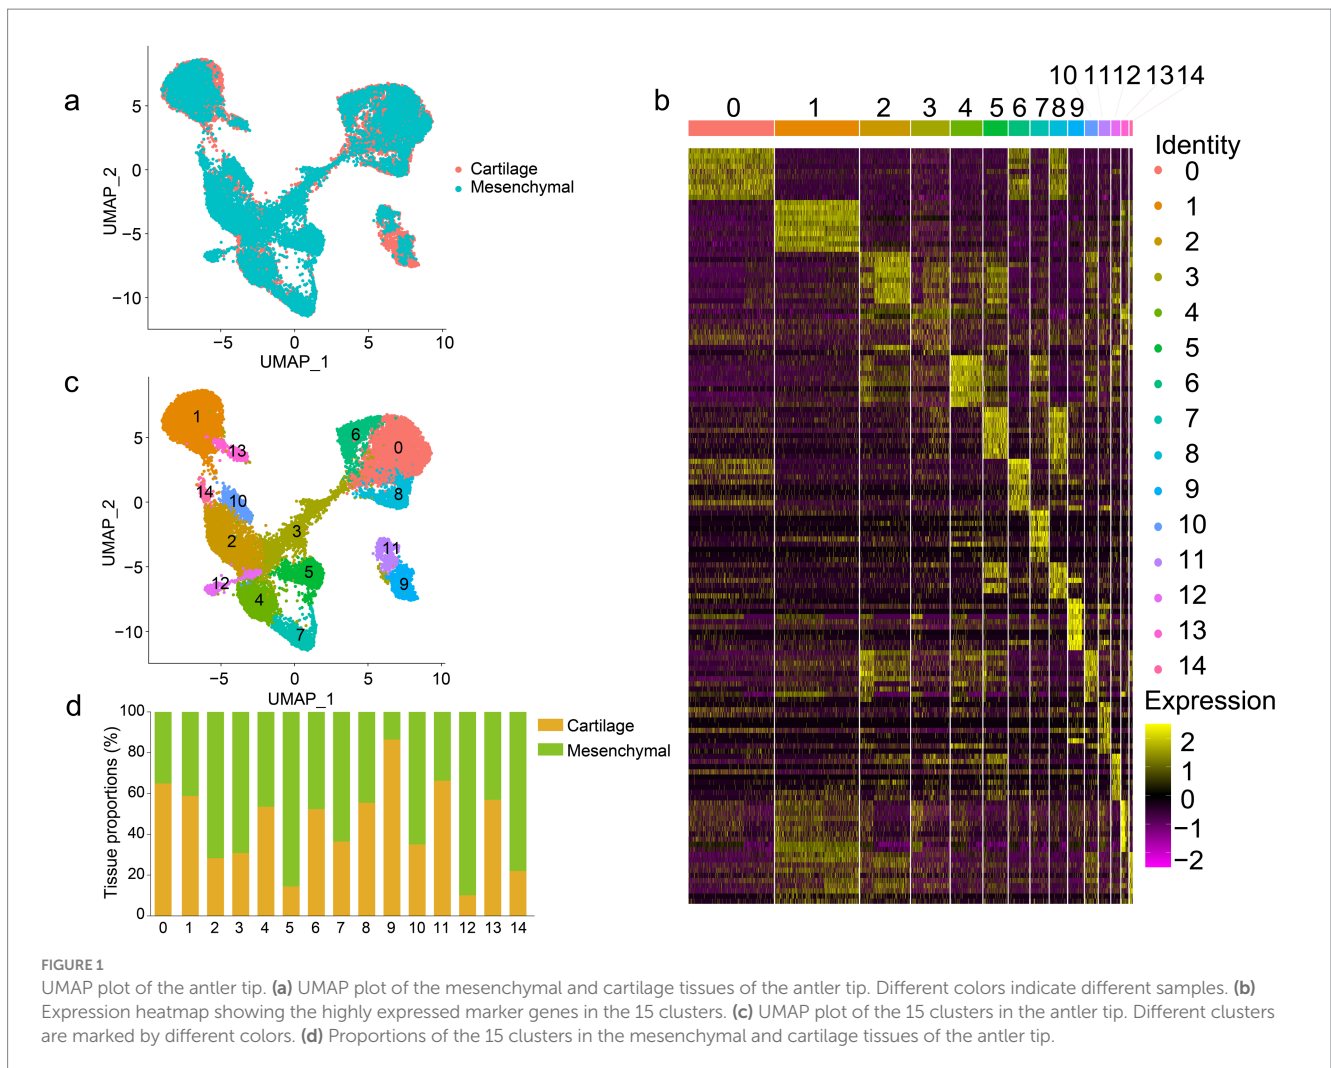 a
5
0
−5
−10
UMAP_2
−5 0 5 10
UMAP_1
Cartilage
Mesenchymal
b
10 11 12 13 14
0 1 2 3 4 5 6 7 8 9
Identity
0
1
2
3
4
5
6
7
8
9
10
11
12
13
14
Expression
2
1
0
−1
−2
c
5
0
−5
−10
UMAP_2
1
13
14
10
2
12
4
3
5
7
6
0
8
11
9
−5 0 5 10
UMAP_1
d
100
80
60
40
20
0
Tissue proportions (%)
0 1 2 3 4 5 6 7 8 9 10 11 12 13 14
Cartilage
Mesenchymal
FIGURE 1
UMAP plot of the antler tip. (a) UMAP plot of the mesenchymal and cartilage tissues of the antler tip. Different colors indicate different samples. (b)
Expression heatmap showing the highly expressed marker genes in the 15 clusters. (c) UMAP plot of the 15 clusters in the antler tip. Different clusters
are marked by different colors. (d) Proportions of the 15 clusters in the mesenchymal and cartilage tissues of the antler tip.